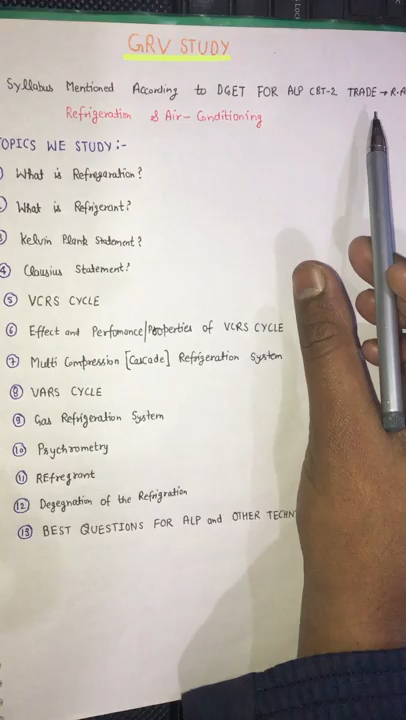 GRV STUDY
Syllabus Mentioned According to DGET FOR ALP CBT-2 TRADE → R.A
Refrigeration & Air-Conditioning
TOPICS WE STUDY:-
What is Refregaration?
What is Refrigerant?
Kelvin Plank Statement?
④ Clausius Statement?
⑤ VCRS CYCLE
⑥ Effect and Perfomance/Properties of VCRS CYCLE
⑦ Multi Compression [Cascade] Refrigeration System
⑧ VARS CYCLE
⑨ Gas Refrigeration System
⑩ Psychrometry
⑪ REfregrant
⑫ Degegnation of the Refrigration
⑬ BEST QUESTIONS FOR ALP and OTHER TECHN